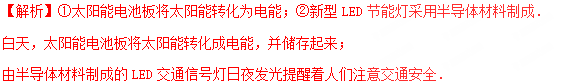 【解析】①太阳能电池板将太阳能转化为电能；②新型 LED 节能灯采用半导体材料制成．
白天，太阳能电池板将太阳能转化成电能，并储存起来；
由半导体材料制成的 LED 交通信号灯日夜发光提醒着人们注意交通安全．